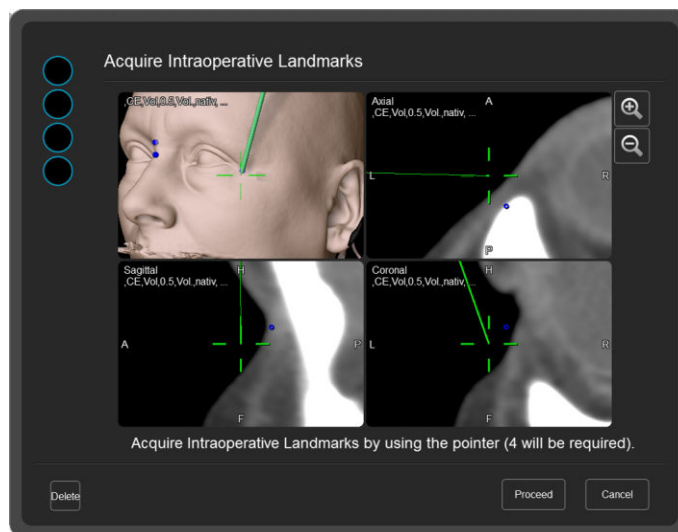 Acquire Intraoperative Landmarks
,CE,Vol,0.5,Vol.,nativ, ...
Axial
,CE,Vol,0.5,Vol.,nativ, ...
A
L
R
P
Sagittal
,CE,Vol,0.5,Vol.,nativ, ...
H
A
P
F
Coronal
,CE,Vol,0.5,Vol.,nativ, ...
H
L
R
F
Acquire Intraoperative Landmarks by using the pointer (4 will be required).
Delete
Proceed
Cancel